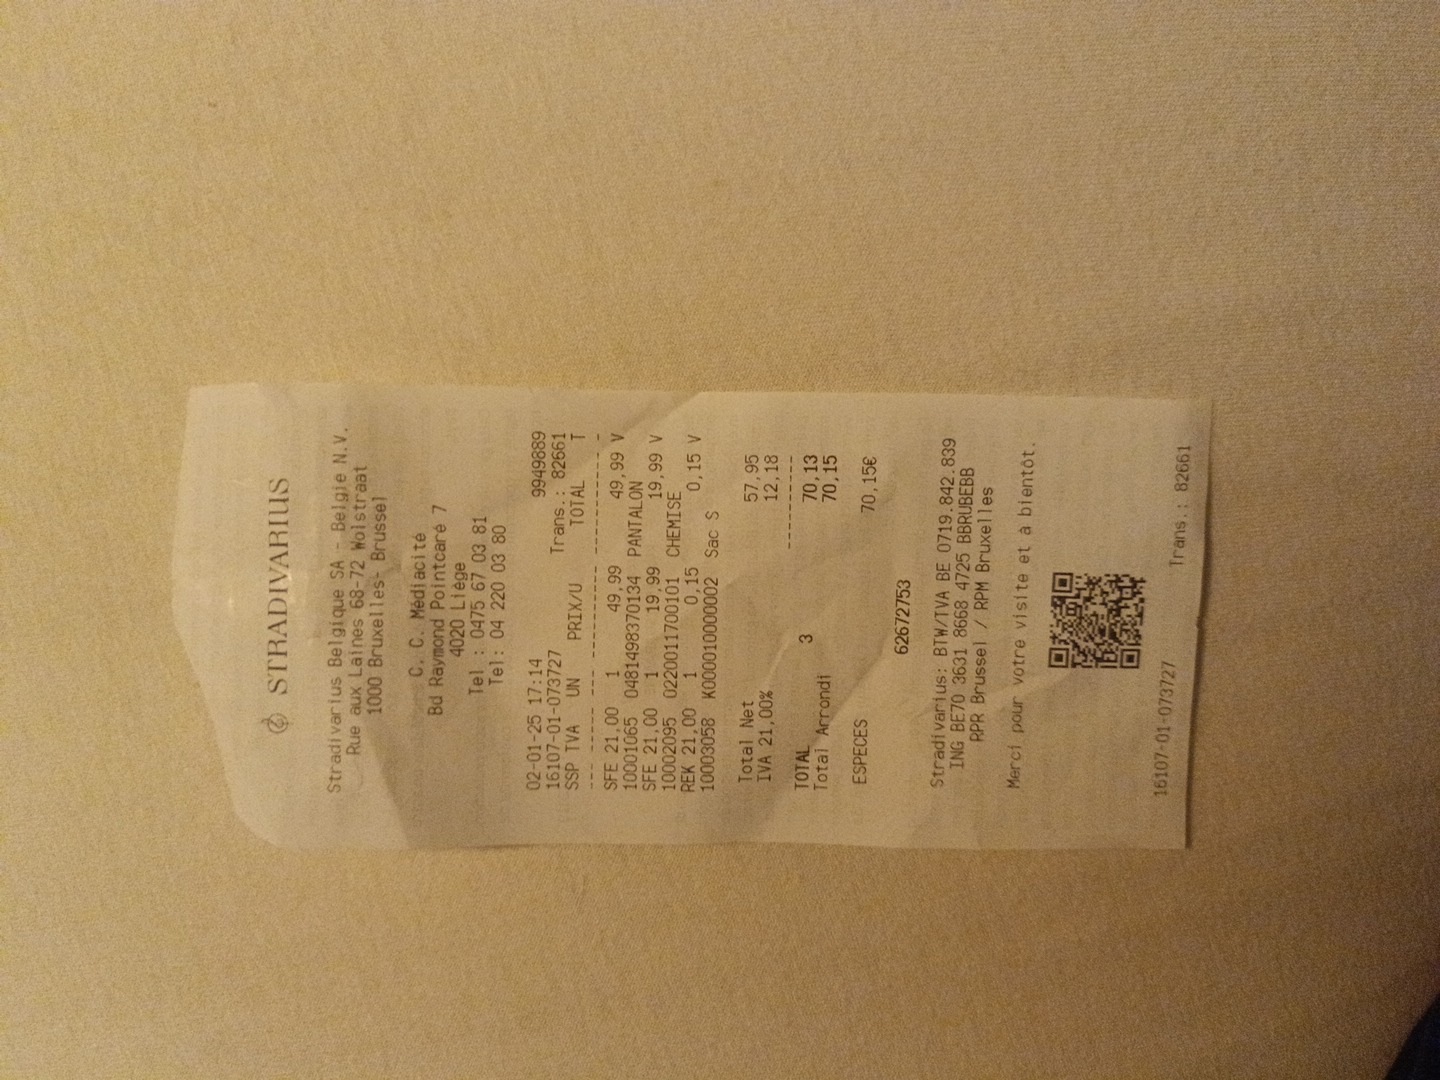 STRADIVARIUS
Stradivarius Belgique SA - Belgie N.V.
Rue aux Laines 68-72 Wolstraat
1000 Bruxelles- Brussel
C. C. Médiacité
Bd Raymond Pointcaré 7
4020 Liége
Tel : 0475 67 03 81
Tel: 04 220 03 80
02-01-25 17:14 9949889
16107-01-073727 Trans.: 82661
SSP TVA UN PRIX/U TOTAL T
--- ------ --- ---------- ---------- -
SFE 21,00 1 49,99 49,99 V
10001065 04814983701​34 PANTALON
SFE 21,00 1 19,99 19,99 V
10002095 0220011700101 CHEMISE
REK 21,00 1 0,15 0,15 V
10003058 K000010000002 Sac S
Total Net 57,95
IVA 21,00% 12,18
----------
TOTAL 3 70,13
Total Arrondi 70,15
ESPECES 70,15€
62672753
Stradivarius: BTW/TVA BE 0719.842.839
ING BE70 3631 8668 4725 BBRUBEBB
RPR Brussel / RPM Bruxelles
Merci pour votre visite et à bientôt.
16107-01-073727 Trans.: 82661